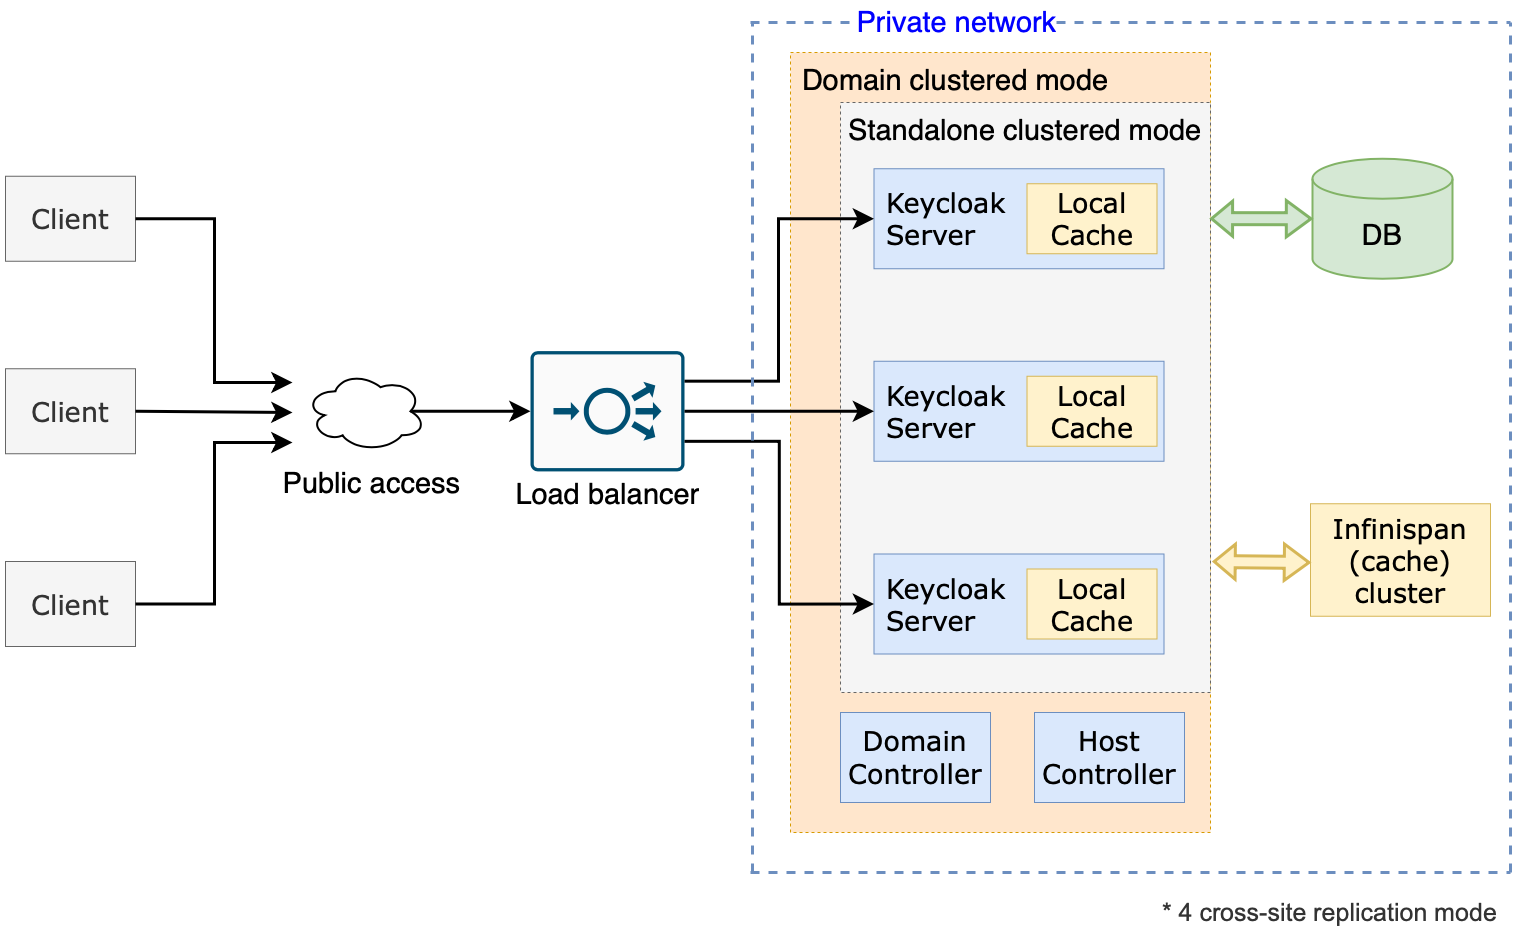 Private network
Domain clustered mode
Standalone clustered mode
Client
Client
Client
Public access
Load balancer
Keycloak
Server
Local
Cache
Keycloak
Server
Local
Cache
Keycloak
Server
Local
Cache
DB
Infinispan
(cache)
cluster
Domain
Controller
Host
Controller
* 4 cross-site replication mode